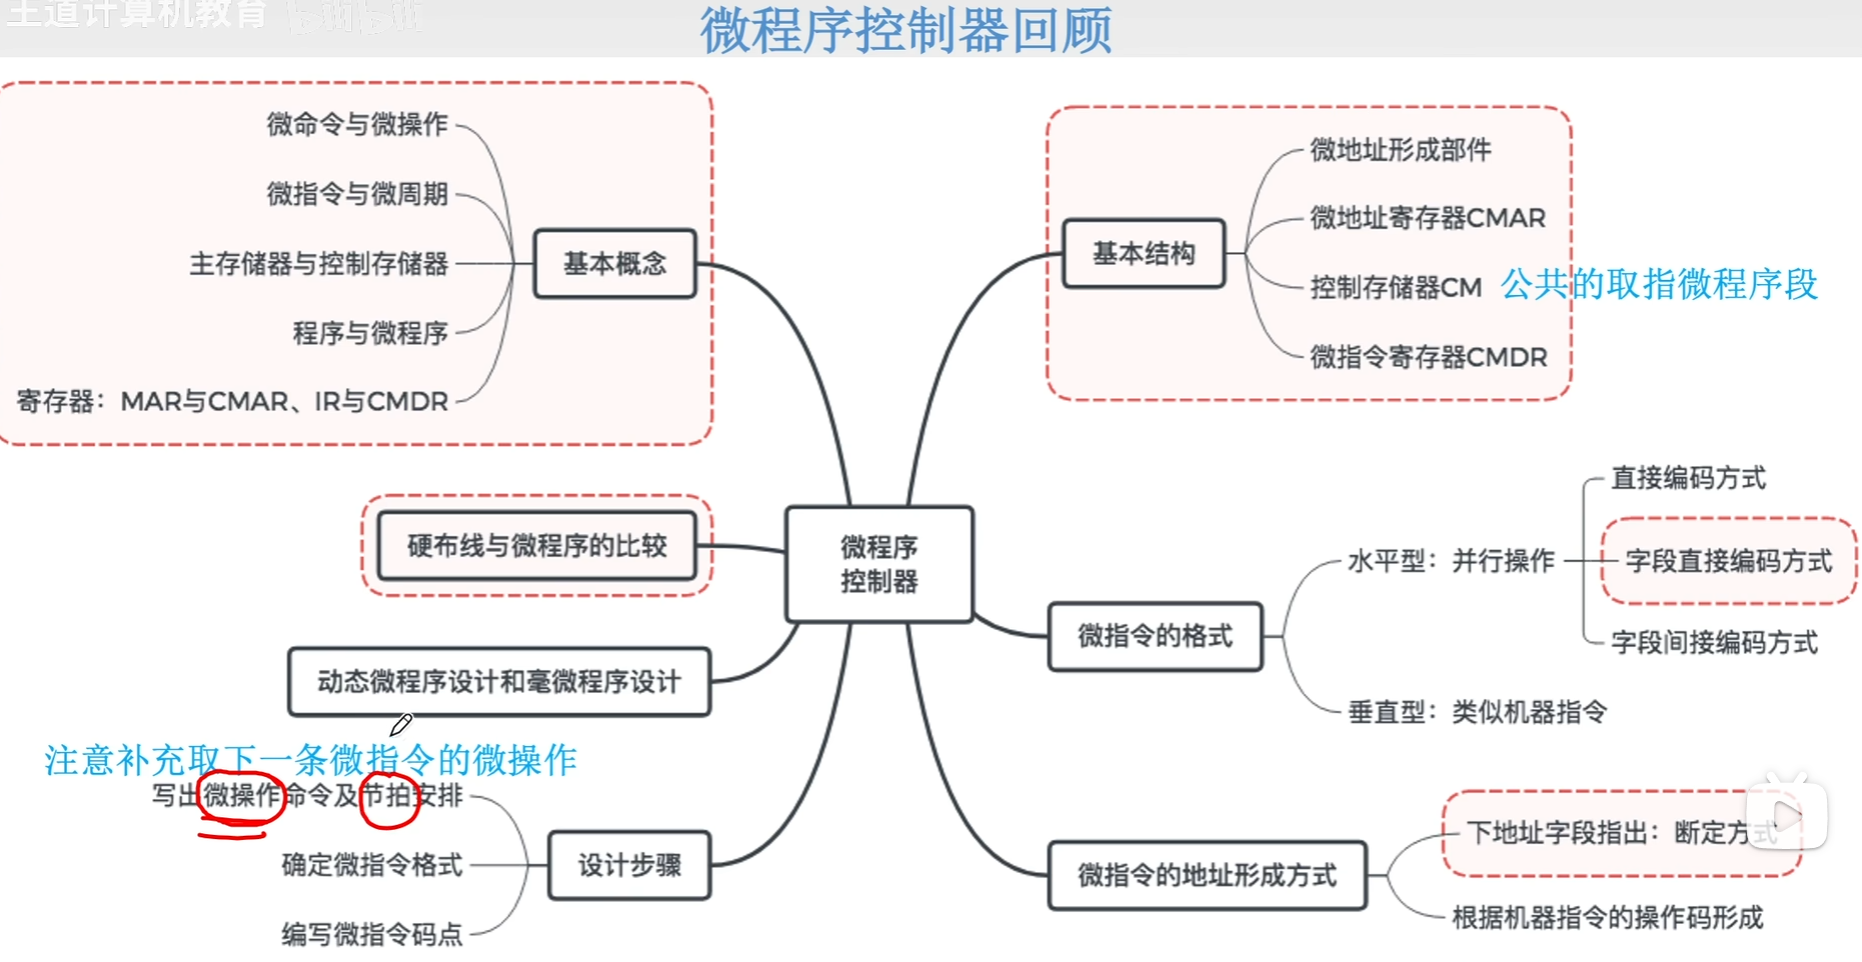 王道计算机教育 bilibili
微程序控制器回顾
微命令与微操作
微指令与微周期
主存储器与控制存储器
程序与微程序
寄存器：MAR与CMAR、IR与CMDR
基本概念
硬布线与微程序的比较
动态微程序设计和毫微程序设计
注意补充取下一条微指令的微操作
写出微操作命令及节拍安排
确定微指令格式
编写微指令码点
设计步骤
微程序
控制器
基本结构
微地址形成部件
微地址寄存器CMAR
控制存储器CM 公共的取指微程序段
微指令寄存器CMDR
微指令的格式
水平型：并行操作
直接编码方式
字段直接编码方式
字段间接编码方式
垂直型：类似机器指令
微指令的地址形成方式
下地址字段指出：断定方式
根据机器指令的操作码形成